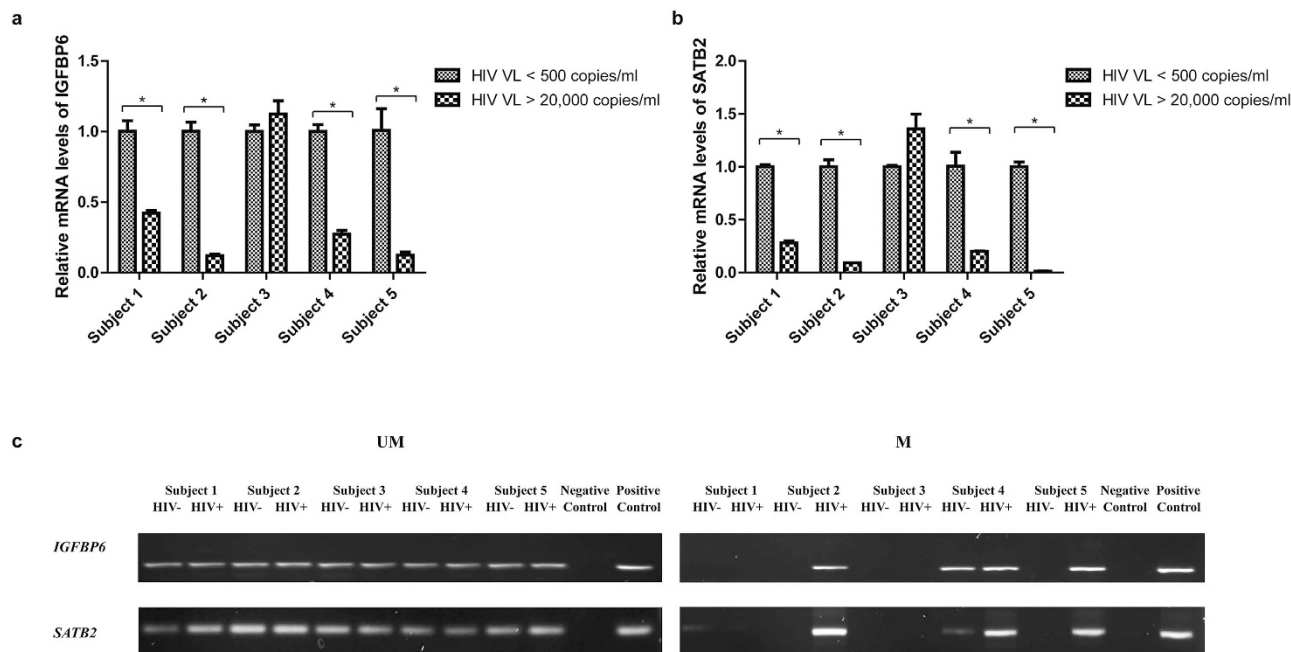 a
Relative mRNA levels of IGFBP6
1.5
1.0
0.5
0.0
* * * *
Subject 1 Subject 2 Subject 3 Subject 4 Subject 5
HIV VL < 500 copies/ml
HIV VL > 20,000 copies/ml
b
Relative mRNA levels of SATB2
2.0
1.5
1.0
0.5
0.0
* * * *
Subject 1 Subject 2 Subject 3 Subject 4 Subject 5
HIV VL < 500 copies/ml
HIV VL > 20,000 copies/ml
c
UM
Subject 1 Subject 2 Subject 3 Subject 4 Subject 5 Negative Positive
HIV- HIV+ HIV- HIV+ HIV- HIV+ HIV- HIV+ HIV- HIV+ Control Control
M
Subject 1 Subject 2 Subject 3 Subject 4 Subject 5 Negative Positive
HIV- HIV+ HIV- HIV+ HIV- HIV+ HIV- HIV+ HIV- HIV+ Control Control
IGFBP6
SATB2